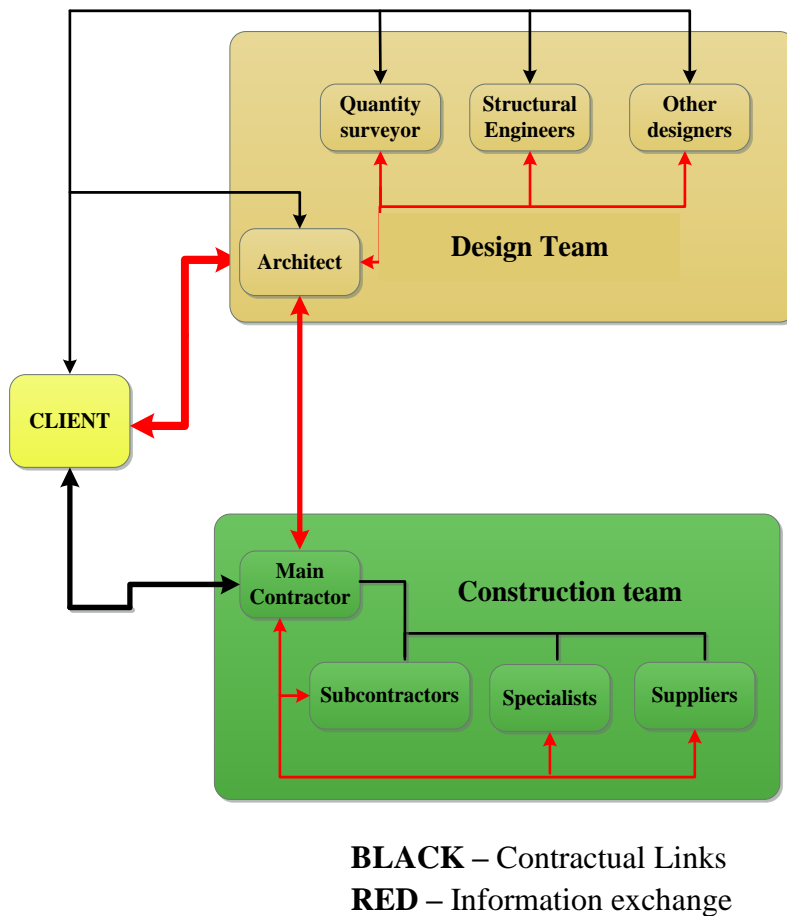 Quantity
surveyor
Structural
Engineers
Other
designers
Architect
Design Team
CLIENT
Main
Contractor
Construction team
Subcontractors
Specialists
Suppliers
BLACK – Contractual Links
RED – Information exchange